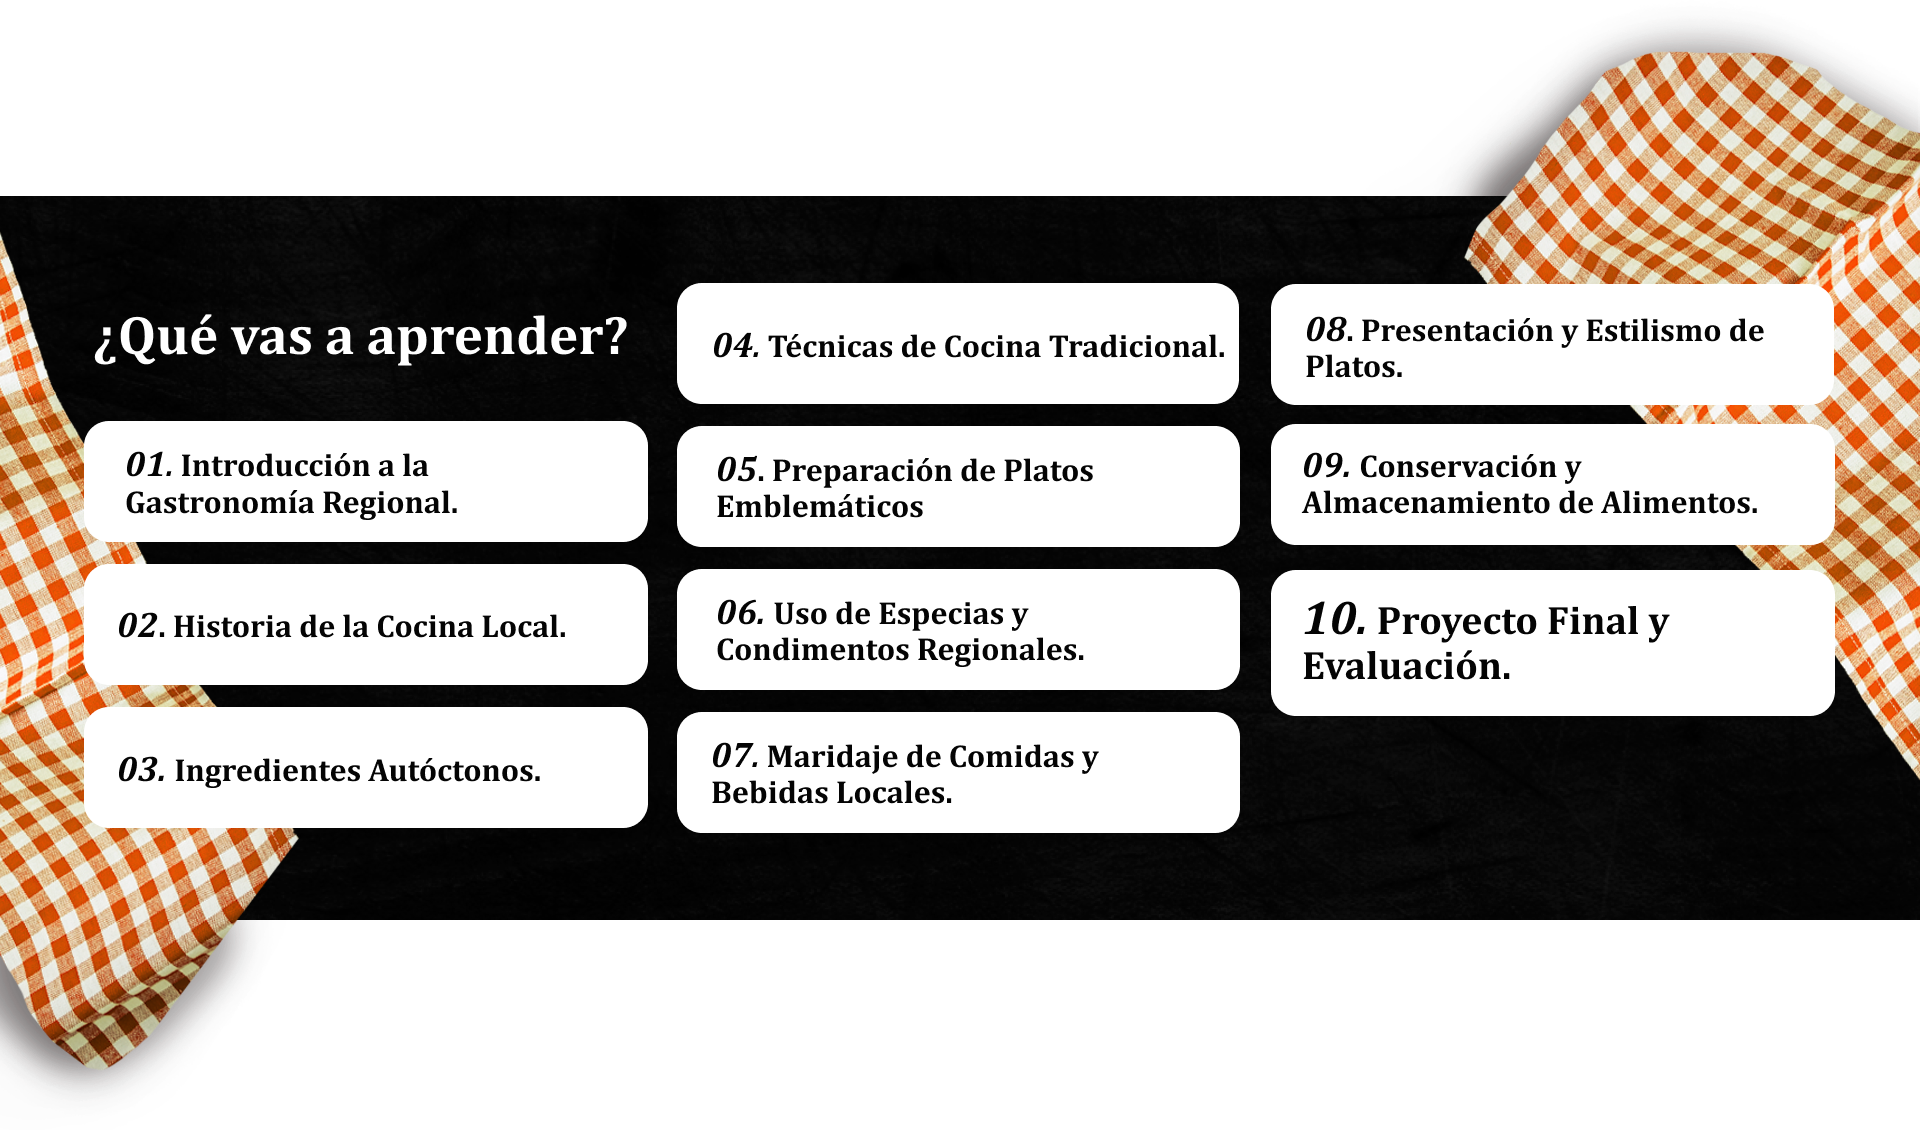 ¿Qué vas a aprender?
01. Introducción a la
Gastronomía Regional.
02. Historia de la Cocina Local.
03. Ingredientes Autóctonos.
04. Técnicas de Cocina Tradicional.
05. Preparación de Platos
Emblemáticos
06. Uso de Especias y
Condimentos Regionales.
07. Maridaje de Comidas y
Bebidas Locales.
08. Presentación y Estilismo de
Platos.
09. Conservación y
Almacenamiento de Alimentos.
10. Proyecto Final y
Evaluación.